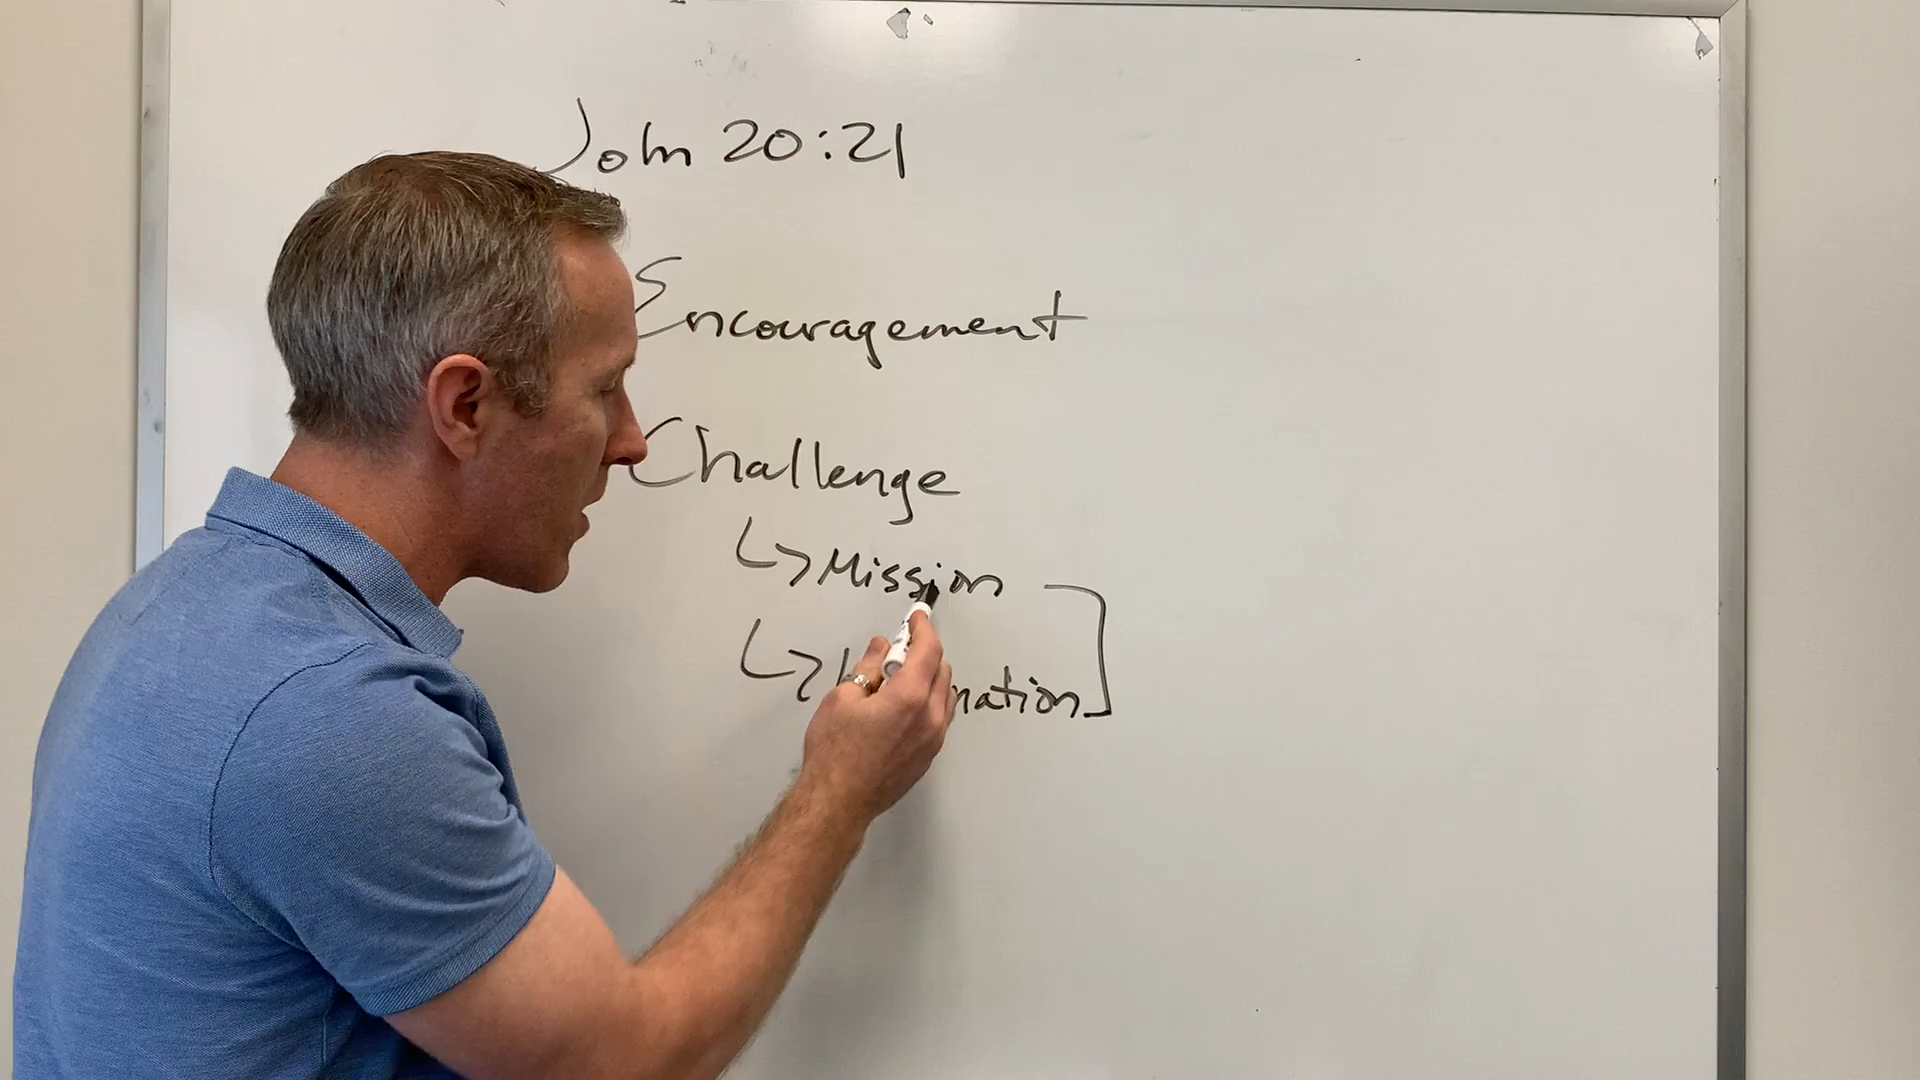 John 20:21
Encouragement
Challenge
↳ Mission
↳